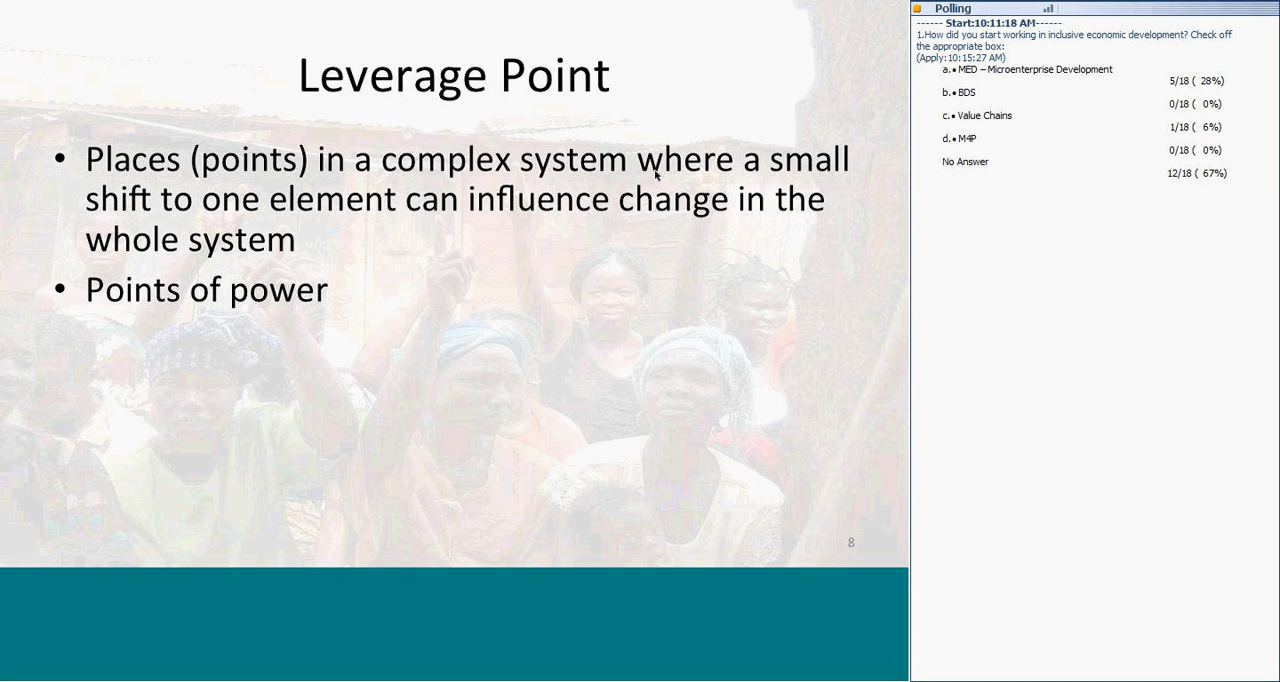 Leverage Point
• Places (points) in a complex system where a small
shift to one element can influence change in the
whole system
• Points of power
8
Polling
------ Start:10:11:18 AM------
1.How did you start working in inclusive economic development? Check off
the appropriate box:
(Apply:10:15:27 AM)
a.• MED – Microenterprise Development
5/18 ( 28%)
b.• BDS
0/18 ( 0%)
c.• Value Chains
1/18 ( 6%)
d.• M4P
0/18 ( 0%)
No Answer
12/18 ( 67%)